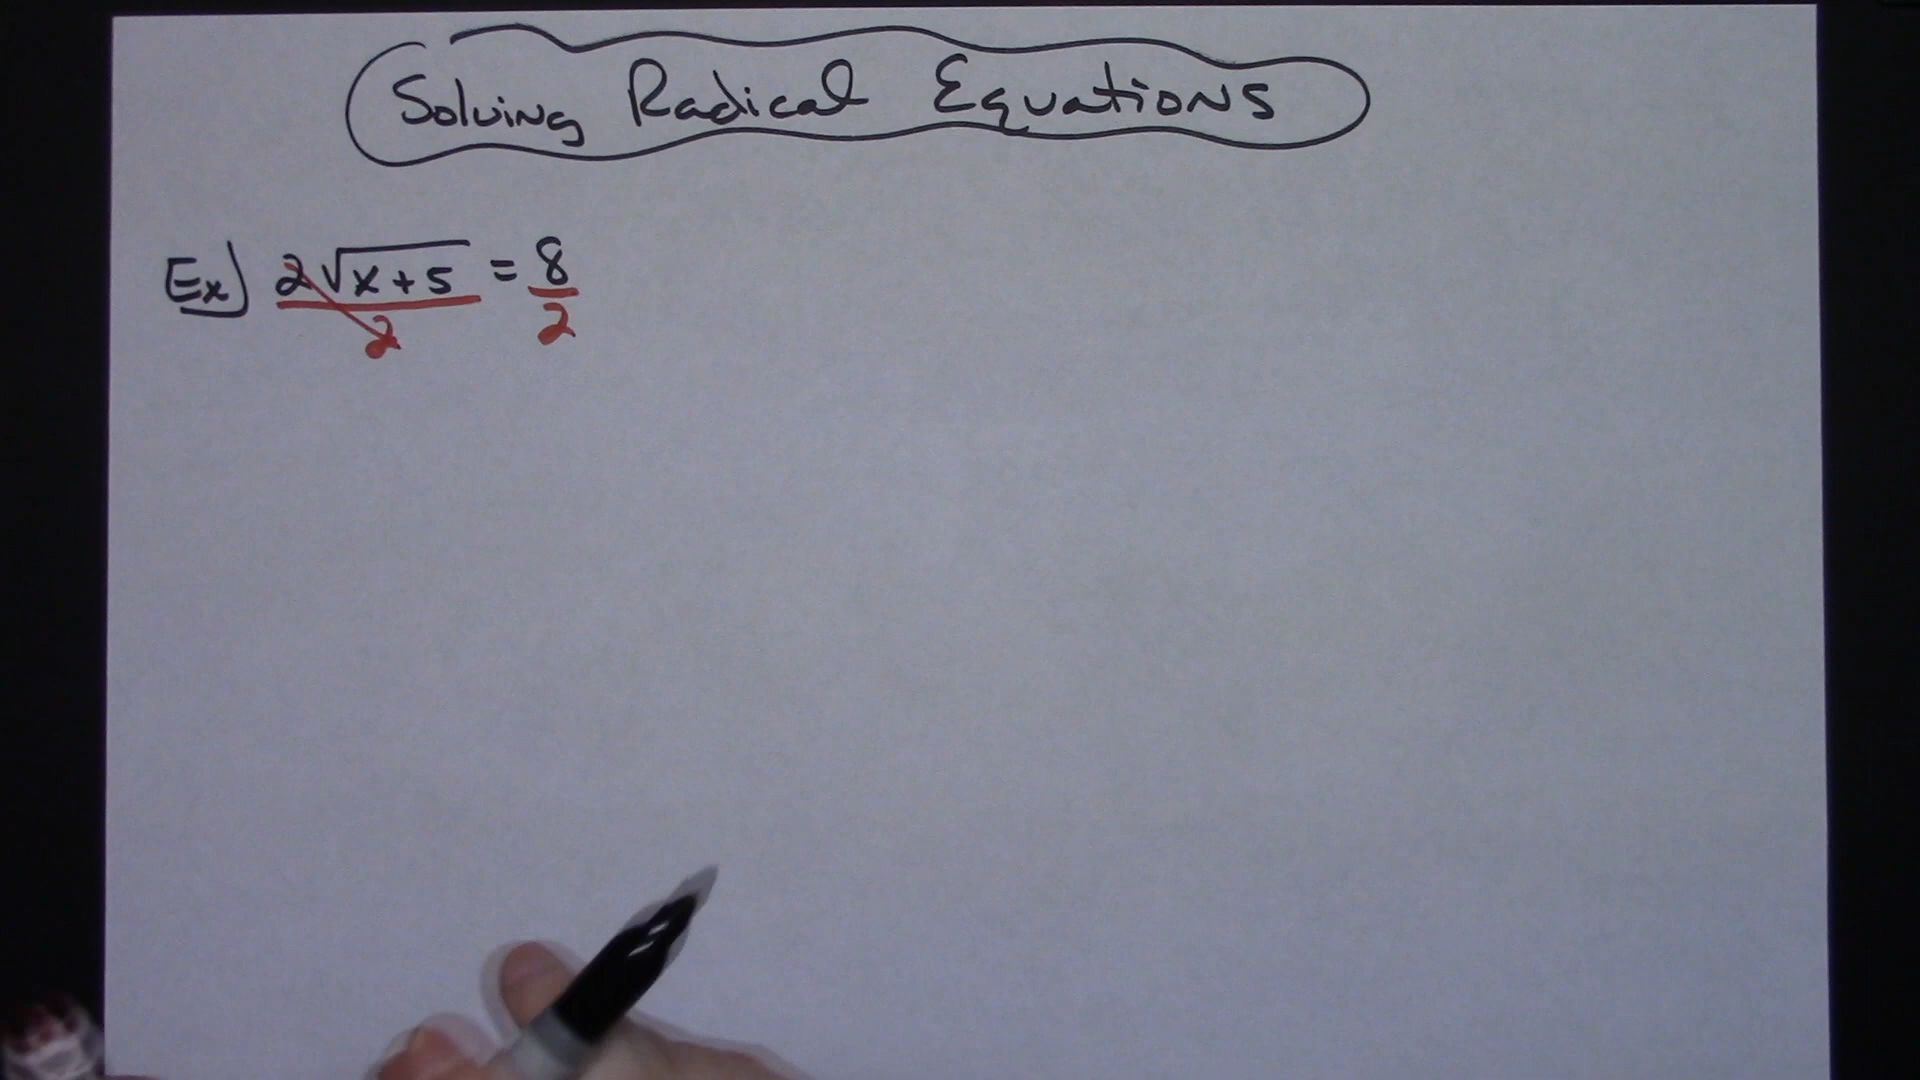 Solving Radical Equations
Ex) 2√x+5 = 8
2 2